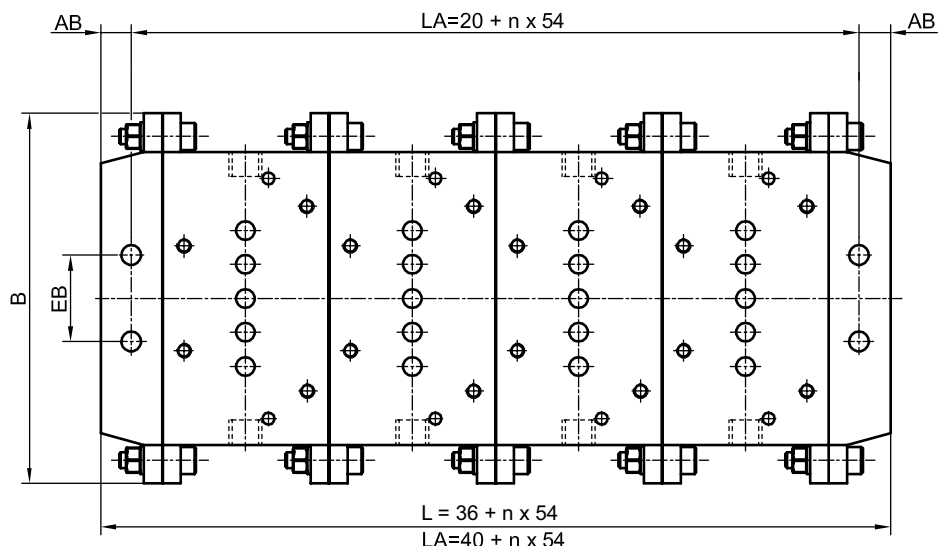 AB
LA=20 + n x 54
AB
B
EB
L = 36 + n x 54
LA=40 + n x 54